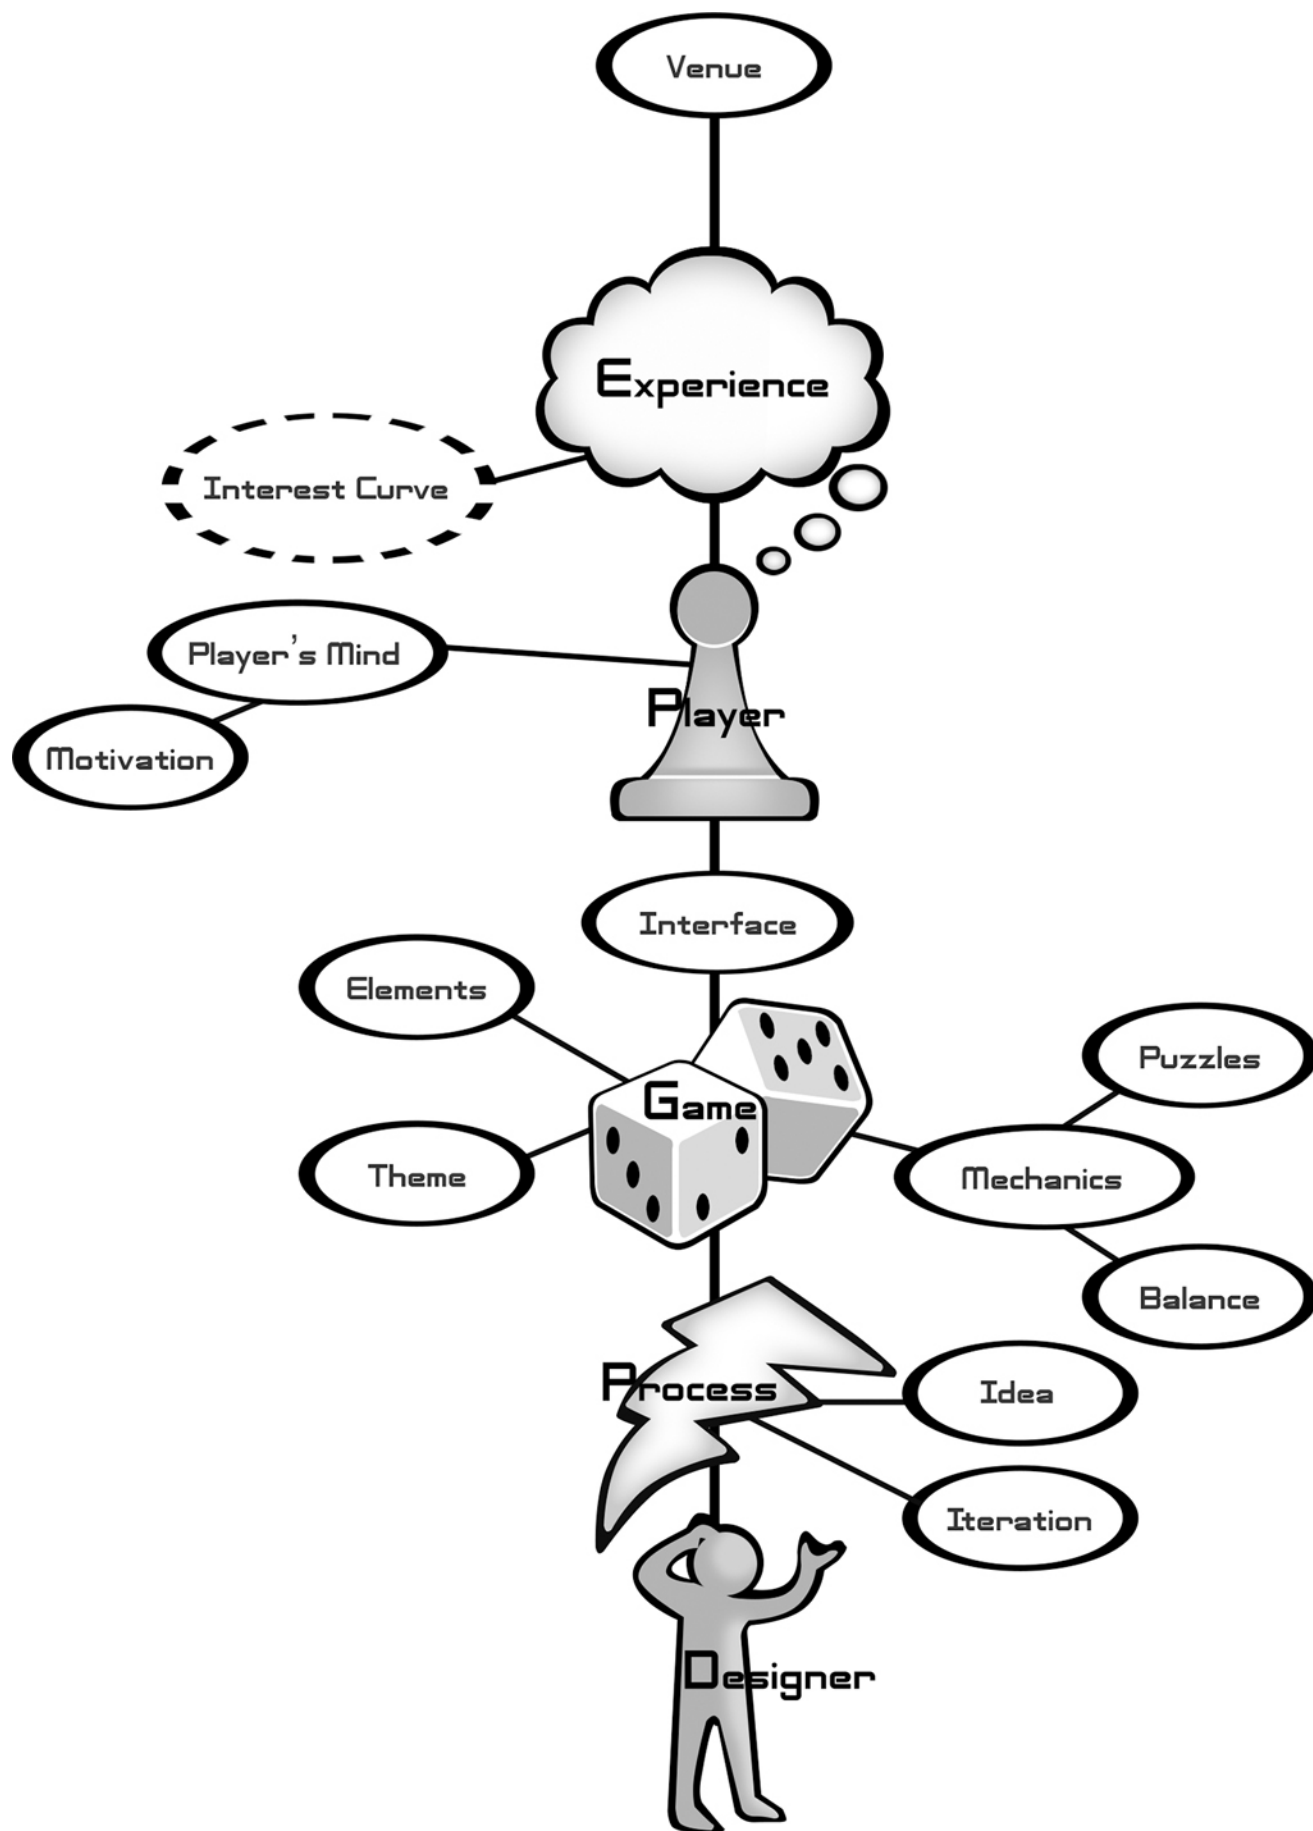 Venue
Experience
Interest Curve
Player's Mind
Player
Motivation
Interface
Elements
Puzzles
Game
Theme
Mechanics
Balance
Process
Idea
Iteration
Designer